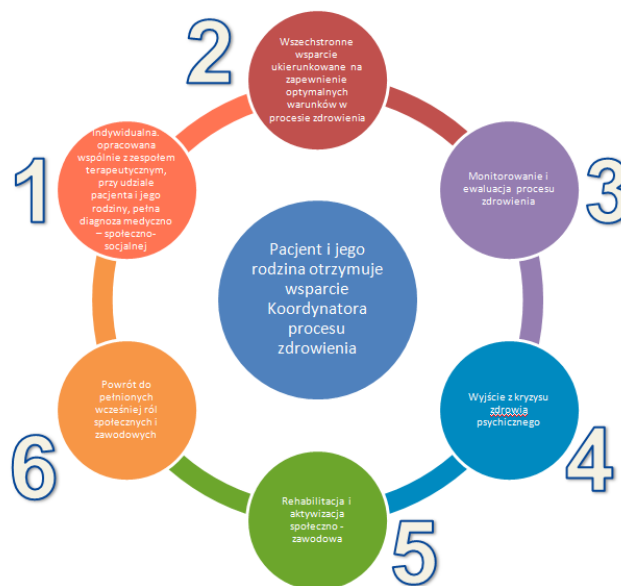 1
Indywidualna.
opracowana
wspólnie z zespołem
terapeutycznym,
przy udziale
pacjenta i jego
rodziny, pełna
diagnoza medyczno
– społeczno-
socjalnej
2
Wszechstronne
wsparcie
ukierunkowane na
zapewnienie
optymalnych
warunków w
procesie zdrowienia
3
Monitorowanie i
ewaluacja procesu
zdrowienia
Pacjent i jego
rodzina otrzymuje
wsparcie
Koordynatora
procesu
zdrowienia
4
Wyjście z kryzysu
zdrowia
psychicznego
5
Rehabilitacja i
aktywizacja
społeczno -
zawodowa
6
Powrót do
pełnionych
wcześniej ról
społecznych i
zawodowych